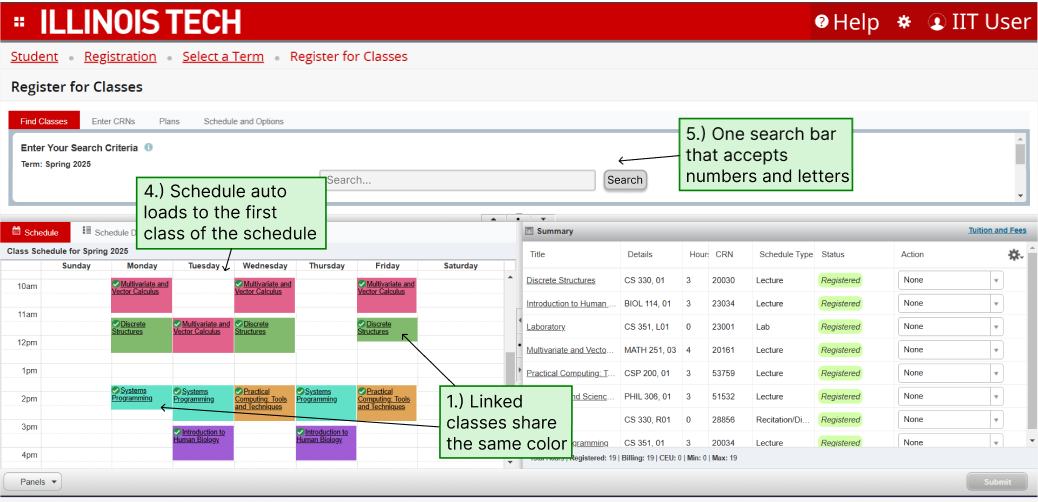 ILLINOIS TECH
Help
IIT User
Student Registration Select a Term Register for Classes
Register for Classes
Find Classes Enter CRNs Plans Schedule and Options
Enter Your Search Criteria
Term: Spring 2025
Search...
Search
5.) One search bar
that accepts
numbers and letters
4.) Schedule auto
loads to the first
class of the schedule
Schedule Schedule D
Class Schedule for Spring 2025
Sunday Monday Tuesday Wednesday Thursday Friday Saturday
10am
Multivariate and
Vector Calculus
Multivariate and
Vector Calculus
Multivariate and
Vector Calculus
11am
Discrete
Structures
Multivariate and
Vector Calculus
Discrete
Structures
Discrete
Structures
12pm
1pm
Systems
Programming
Systems
Programming
Practical
Computing: Tools
and Techniques
Systems
Programming
Practical
Computing: Tools
and Techniques
2pm
3pm
Introduction to
Human Biology
Introduction to
Human Biology
4pm
1.) Linked
classes share
the same color
Summary
Tuition and Fees
Title Details Hours CRN Schedule Type Status Action
Discrete Structures CS 330, 01 3 20030 Lecture Registered None
Introduction to Human ... BIOL 114, 01 3 23034 Lecture Registered None
Laboratory CS 351, L01 0 23001 Lab Registered None
Multivariate and Vecto... MATH 251, 03 4 20161 Lecture Registered None
Practical Computing: T... CSP 200, 01 3 53759 Lecture Registered None
nd Scienc... PHIL 306, 01 3 51532 Lecture Registered None
CS 330, R01 0 28856 Recitation/Di... Registered None
gramming CS 351, 01 3 20034 Lecture Registered None
Total Hours | Registered: 19 | Billing: 19 | CEU: 0 | Min: 0 | Max: 19
Panels
Submit